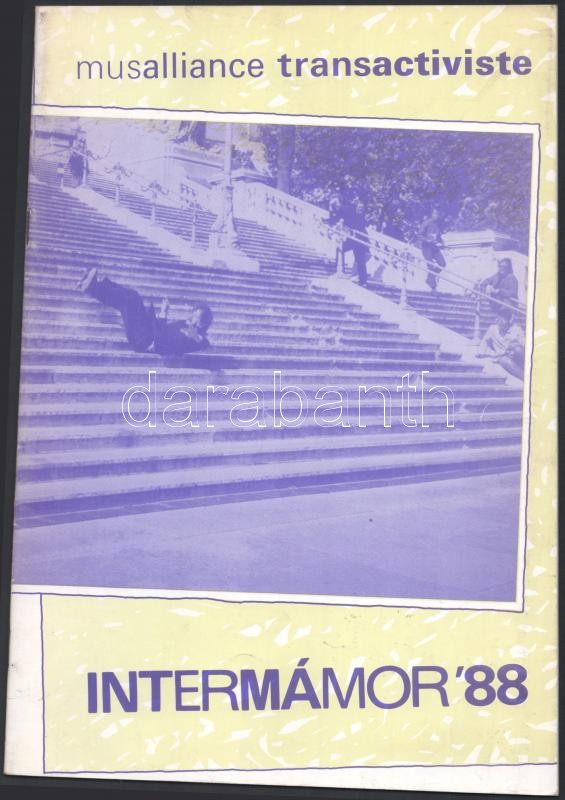 musalliance transactiviste
darabanth
INTERMÁMOR '88